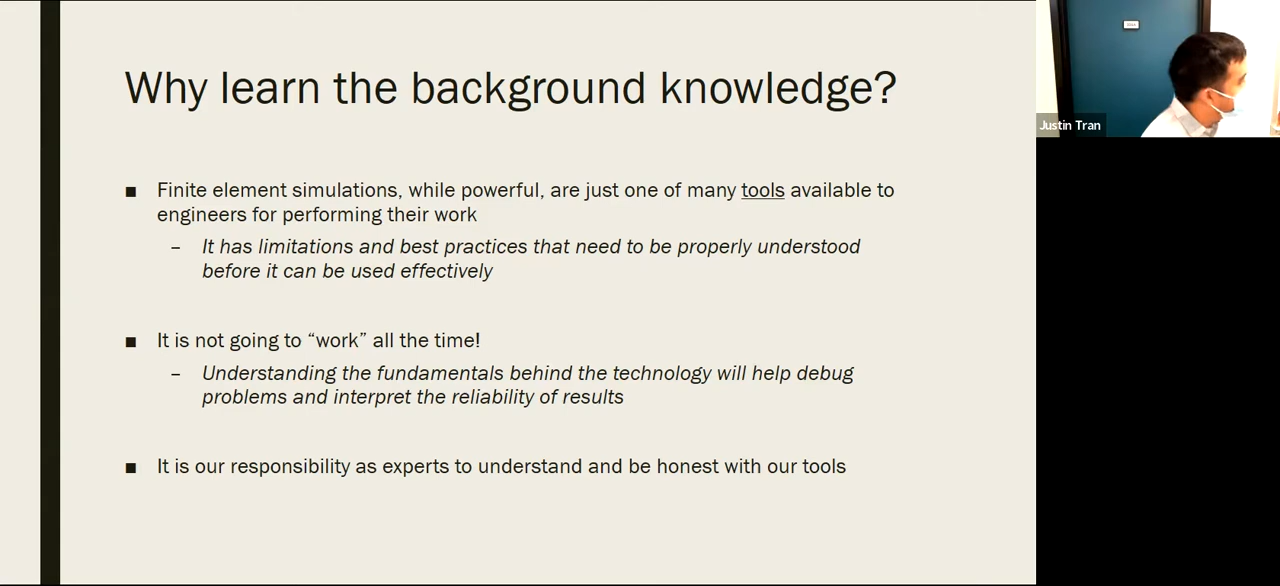 Why learn the background knowledge?
■ Finite element simulations, while powerful, are just one of many tools available to
engineers for performing their work
– It has limitations and best practices that need to be properly understood
before it can be used effectively
■ It is not going to “work” all the time!
– Understanding the fundamentals behind the technology will help debug
problems and interpret the reliability of results
■ It is our responsibility as experts to understand and be honest with our tools
Justin Tran